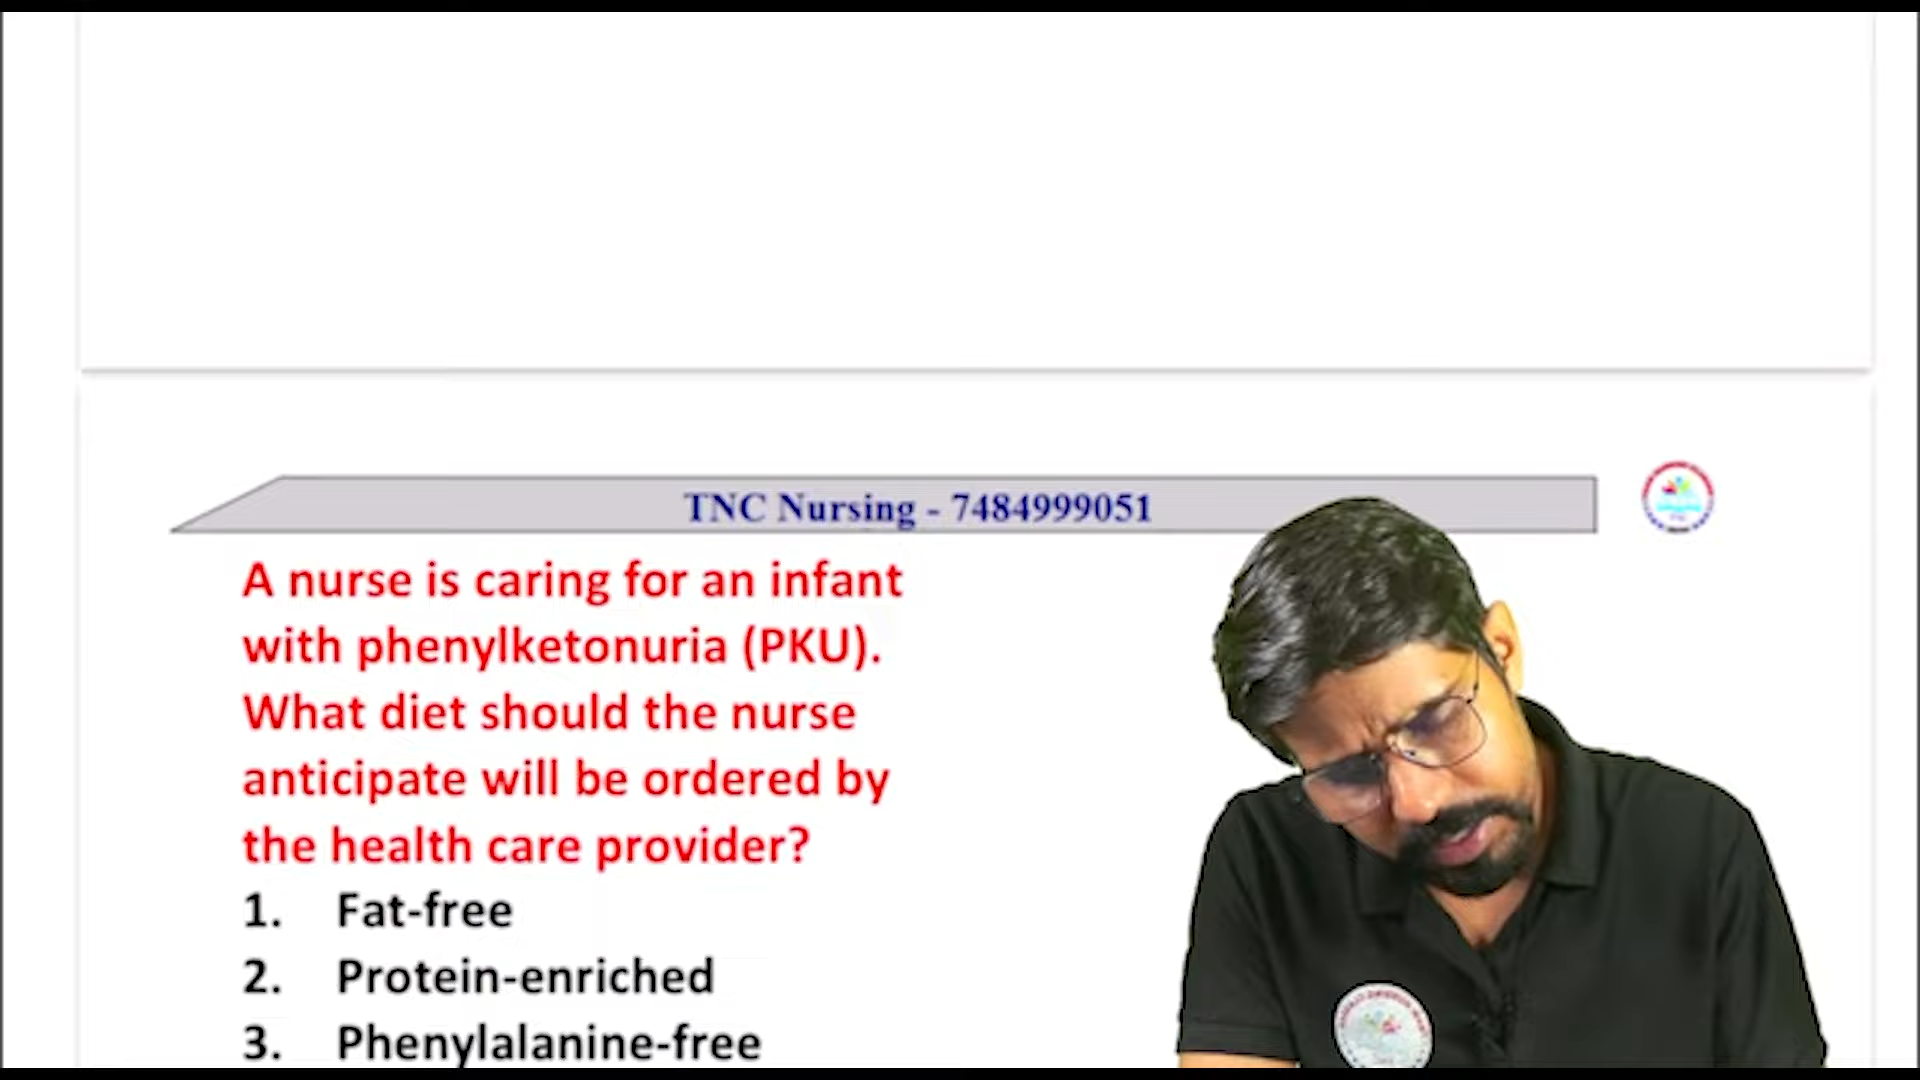 TNC Nursing - 7484999051
A nurse is caring for an infant
with phenylketonuria (PKU).
What diet should the nurse
anticipate will be ordered by
the health care provider?
1. Fat-free
2. Protein-enriched
3. Phenylalanine-free